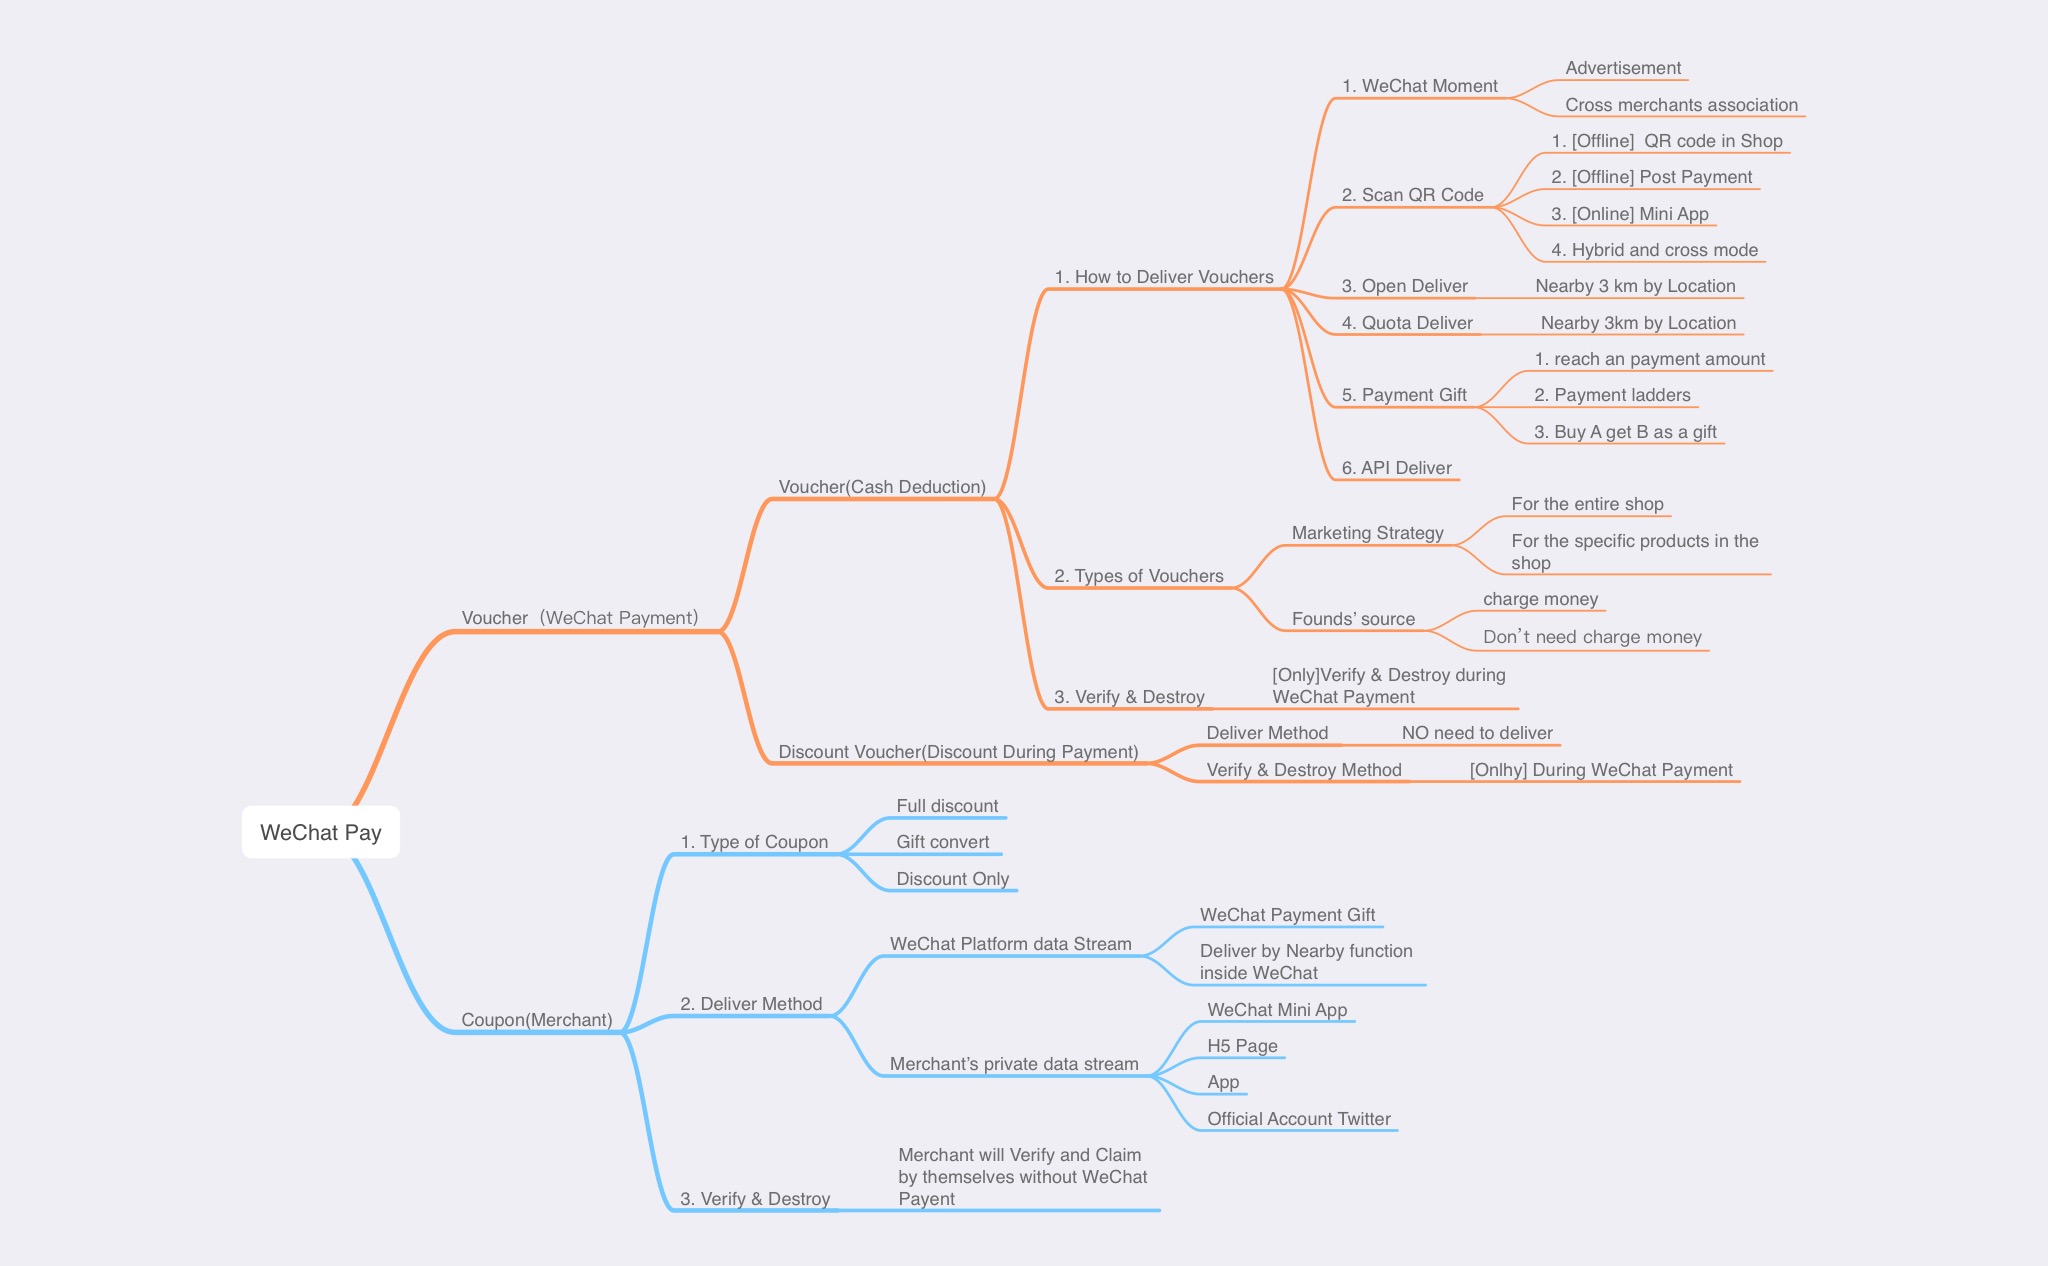 WeChat Pay
Voucher（WeChat Payment）
Voucher(Cash Deduction)
1. How to Deliver Vouchers
1. WeChat Moment
Advertisement
Cross merchants association
2. Scan QR Code
1. [Offline]  QR code in Shop
2. [Offline] Post Payment
3. [Online] Mini App
4. Hybrid and cross mode
3. Open Deliver
Nearby 3 km by Location
4. Quota Deliver
Nearby 3km by Location
5. Payment Gift
1. reach an payment amount
2. Payment ladders
3. Buy A get B as a gift
6. API Deliver
2. Types of Vouchers
Marketing Strategy
For the entire shop
For the specific products in the
shop
Founds’ source
charge money
Don’t need charge money
3. Verify & Destroy
[Only]Verify & Destroy during
WeChat Payment
Discount Voucher(Discount During Payment)
Deliver Method
NO need to deliver
Verify & Destroy Method
[Onlhy] During WeChat Payment
Coupon(Merchant)
1. Type of Coupon
Full discount
Gift convert
Discount Only
2. Deliver Method
WeChat Platform data Stream
WeChat Payment Gift
Deliver by Nearby function
inside WeChat
Merchant’s private data stream
WeChat Mini App
H5 Page
App
Official Account Twitter
3. Verify & Destroy
Merchant will Verify and Claim
by themselves without WeChat
Payent